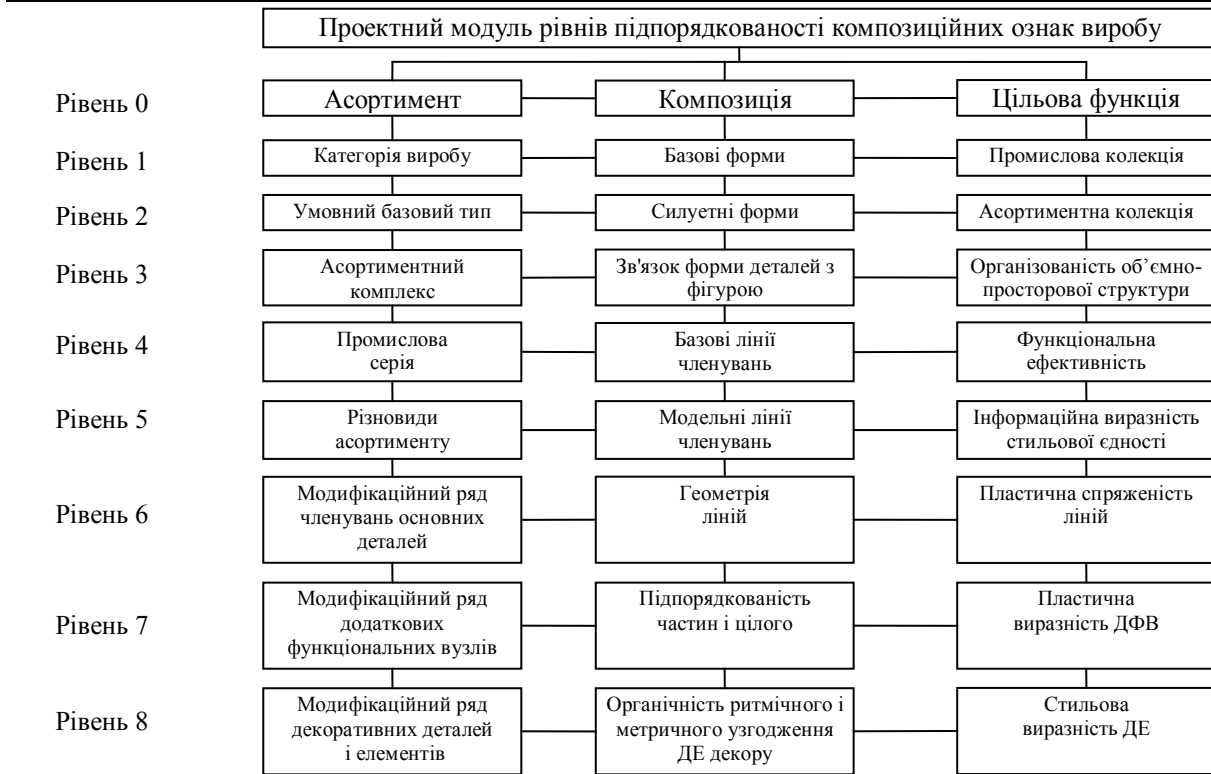 Проектний модуль рівнів підпорядкованості композиційних ознак виробу
Рівень 0
Асортимент
Композиція
Цільова функція
Рівень 1
Категорія виробу
Базові форми
Промислова колекція
Рівень 2
Умовний базовий тип
Силуетні форми
Асортиментна колекція
Рівень 3
Асортиментний
комплекс
Зв'язок форми деталей з
фігурою
Організованість об’ємно-
просторової структури
Рівень 4
Промислова
серія
Базові лінії
членувань
Функціональна
ефективність
Рівень 5
Різновиди
асортименту
Модельні лінії
членувань
Інформаційна виразність
стильової єдності
Рівень 6
Модифікаційний ряд
членувань основних
деталей
Геометрія
ліній
Пластична спряженість
ліній
Рівень 7
Модифікаційний ряд
додаткових
функціональних вузлів
Підпорядкованість
частин і цілого
Пластична
виразність ДФВ
Рівень 8
Модифікаційний ряд
декоративних деталей
і елементів
Органічність ритмічного і
метричного узгодження
ДЕ декору
Стильова
виразність ДЕ